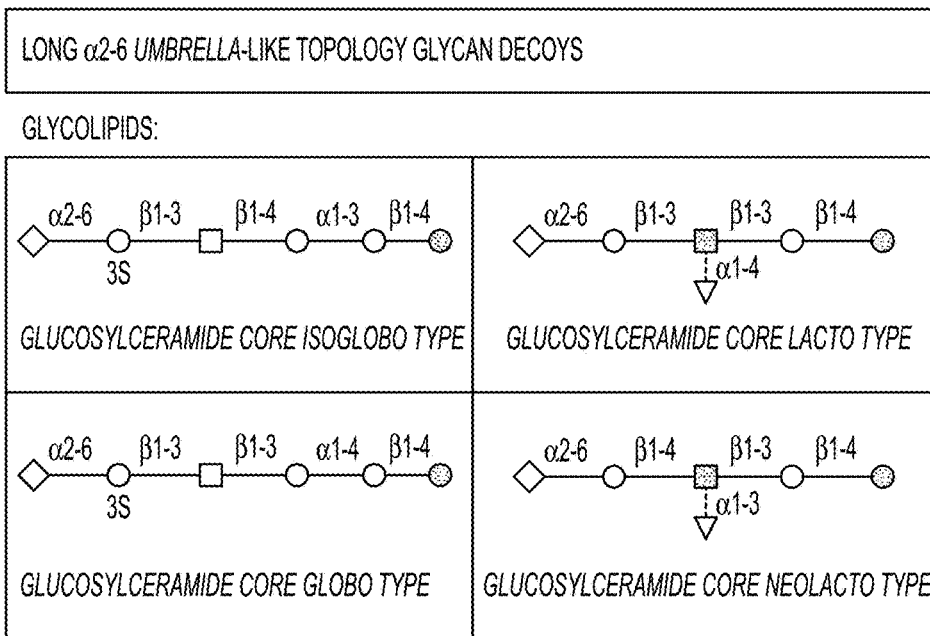 LONG α2-6 UMBRELLA-LIKE TOPOLOGY GLYCAN DECOYS
GLYCOLIPIDS:
α2-6 β1-3 β1-4 α1-3 β1-4
3S
GLUCOSYLCERAMIDE CORE ISOGLOBO TYPE
α2-6 β1-3 β1-3 β1-4
α1-4
GLUCOSYLCERAMIDE CORE LACTO TYPE
α2-6 β1-3 β1-3 α1-4 β1-4
3S
GLUCOSYLCERAMIDE CORE GLOBO TYPE
α2-6 β1-4 β1-3 β1-4
α1-3
GLUCOSYLCERAMIDE CORE NEOLACTO TYPE